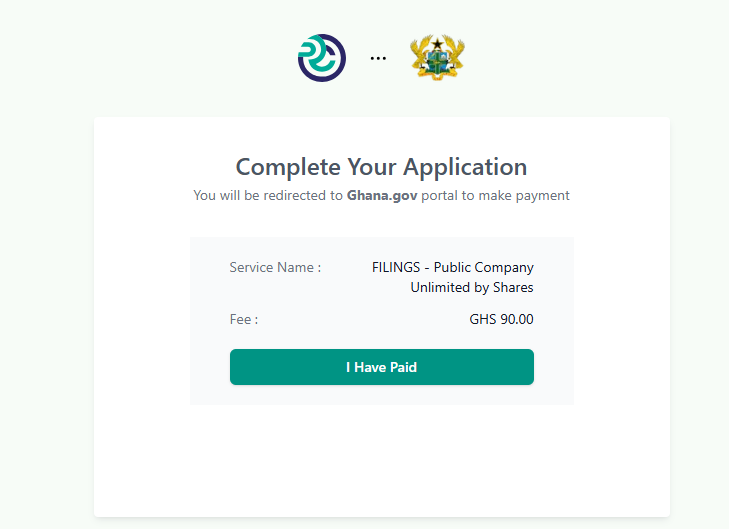 Complete Your Application
You will be redirected to Ghana.gov portal to make payment
Service Name : FILINGS - Public Company
Unlimited by Shares
Fee : GHS 90.00
I Have Paid